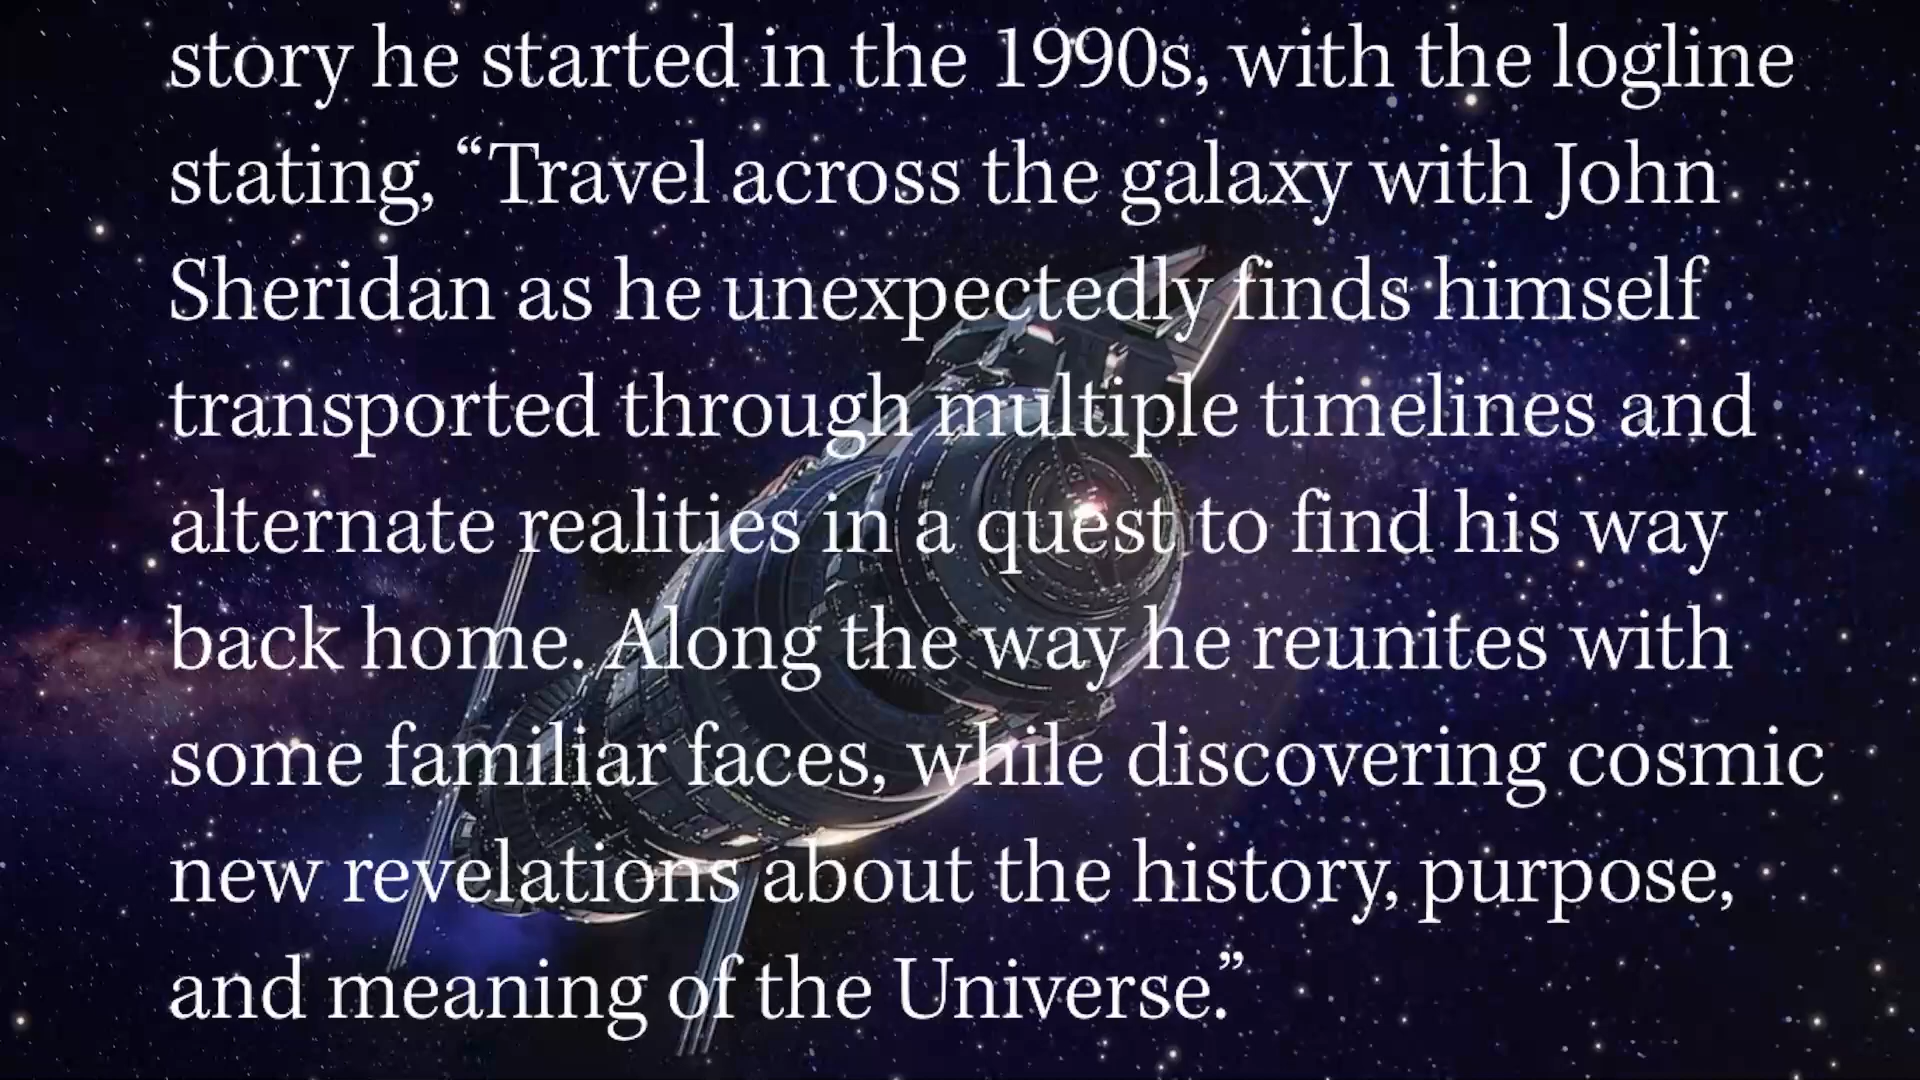 story he started in the 1990s, with the logline
stating, “Travel across the galaxy with John
Sheridan as he unexpectedly finds himself
transported through multiple timelines and
alternate realities in a quest to find his way
back home. Along the way he reunites with
some familiar faces, while discovering cosmic
new revelations about the history, purpose,
and meaning of the Universe.”